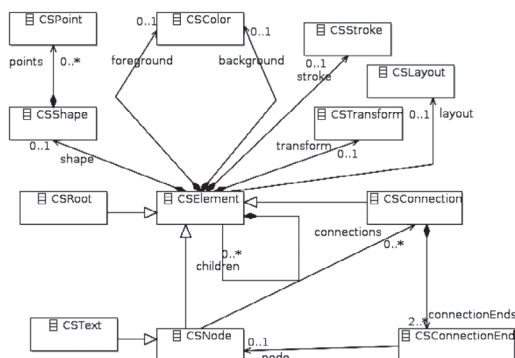 CSPoint
CSColor
CSStroke
0..1
0..1
points
0..*
foreground
background
0..1
stroke
CSLayout
CSShape
CSTransform
0..1
layout
0..1
shape
transform
0..1
CSRoot
CSElement
CSConnection
0..*
children
connections
0..*
CSText
CSNode
2..*
connectionEnds
0..1
node
CSConnectionEnd